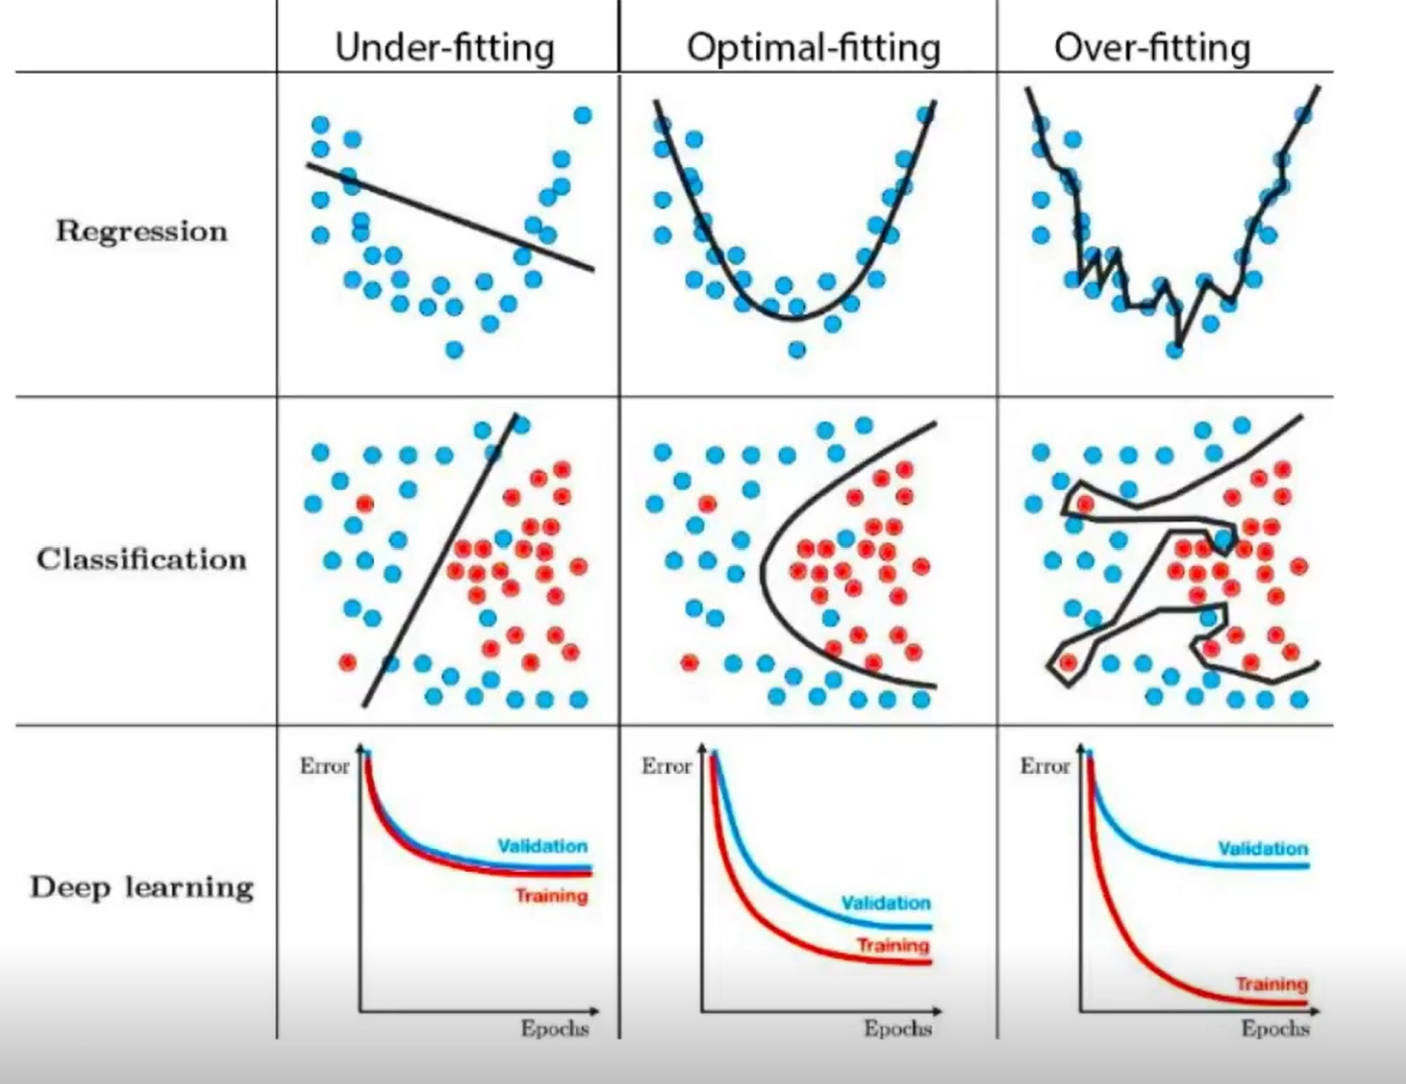 Under-fitting
Optimal-fitting
Over-fitting
Regression
Classification
Deep learning
Error
Validation
Training
Epochs
Error
Validation
Training
Epochs
Error
Validation
Training
Epochs